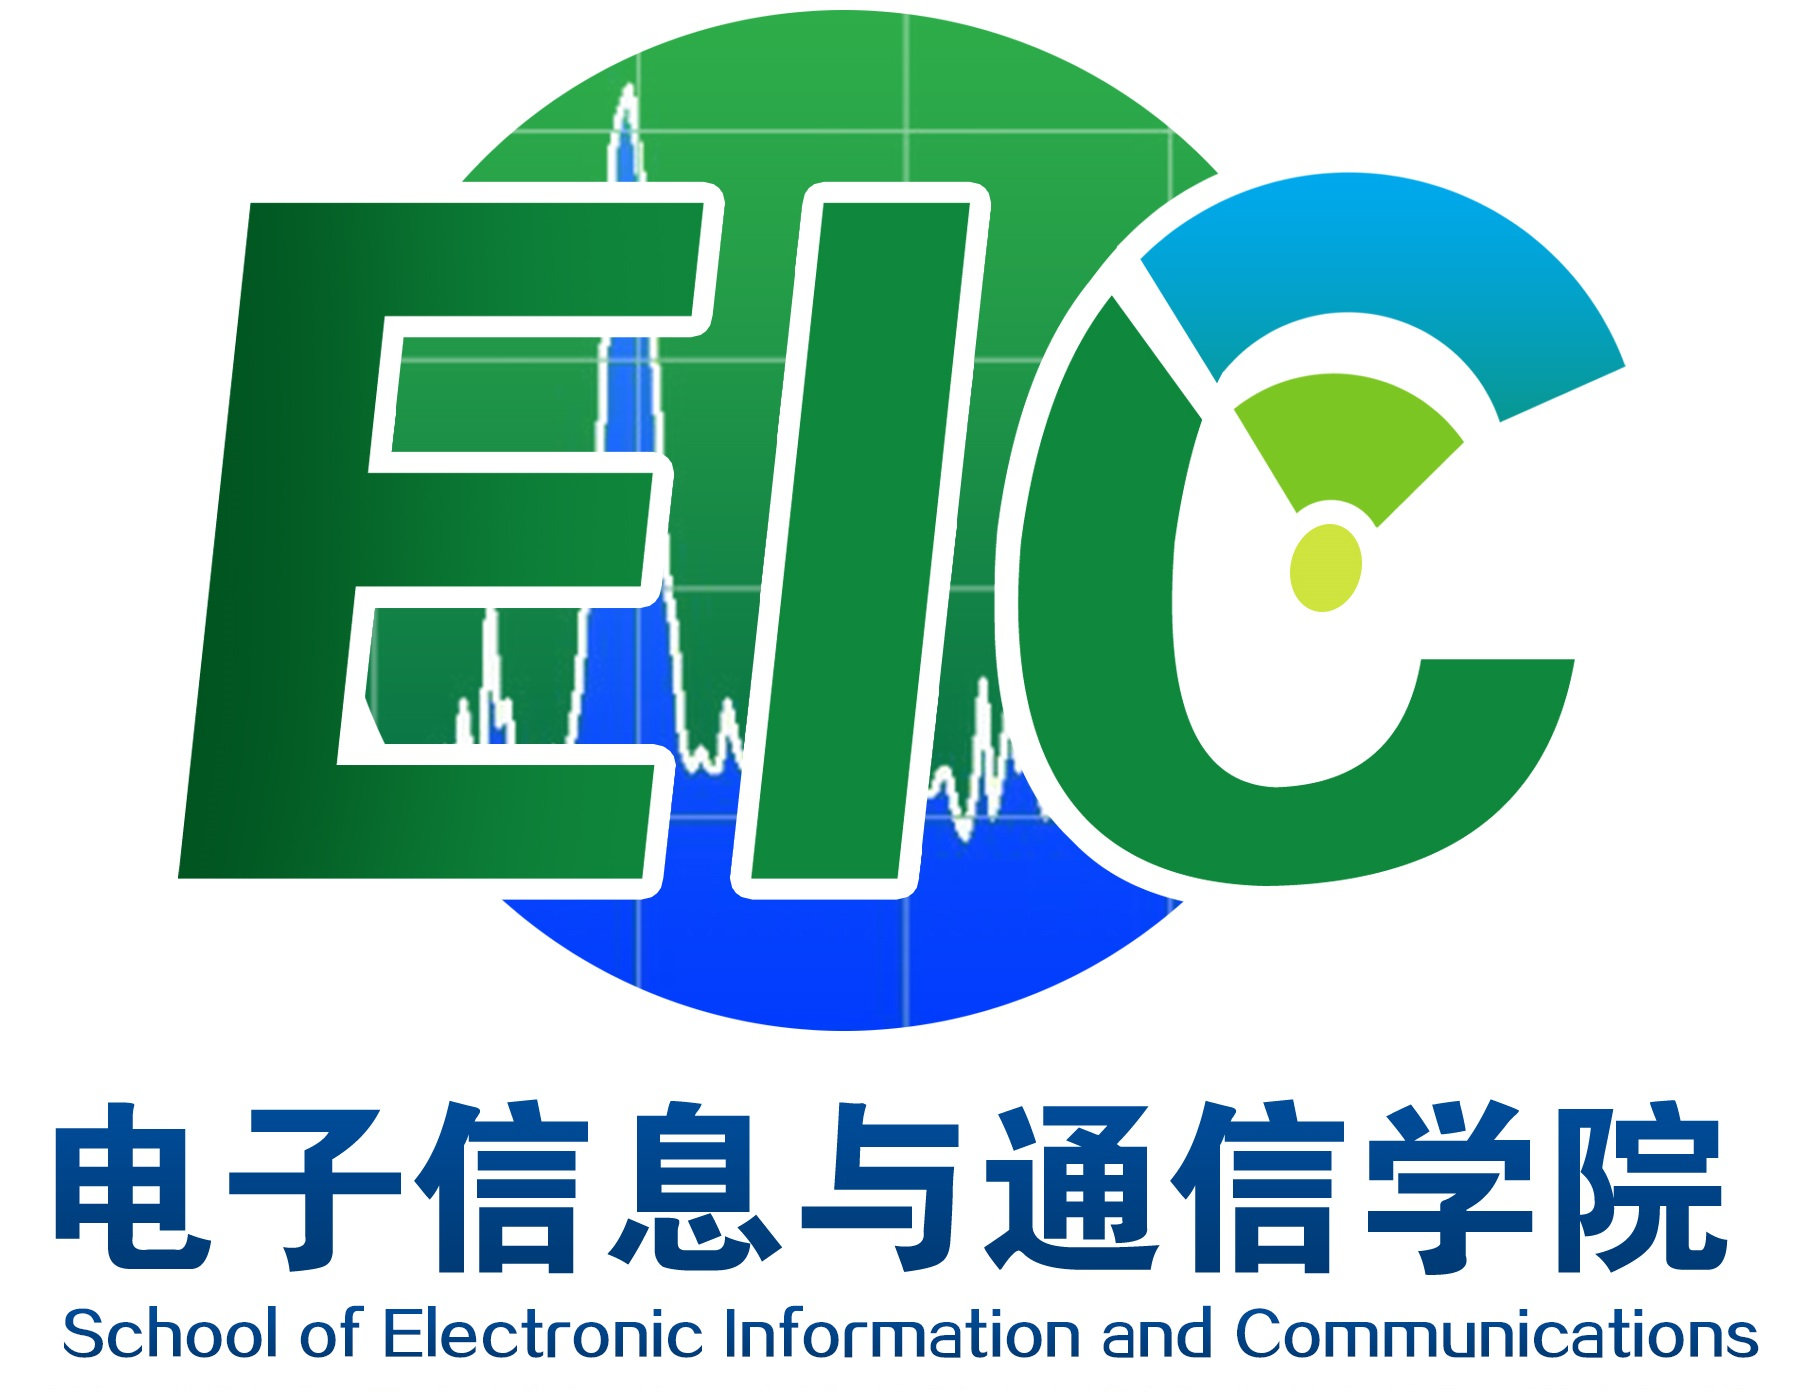 EIC
电子信息与通信学院
School of Electronic Information and Communications